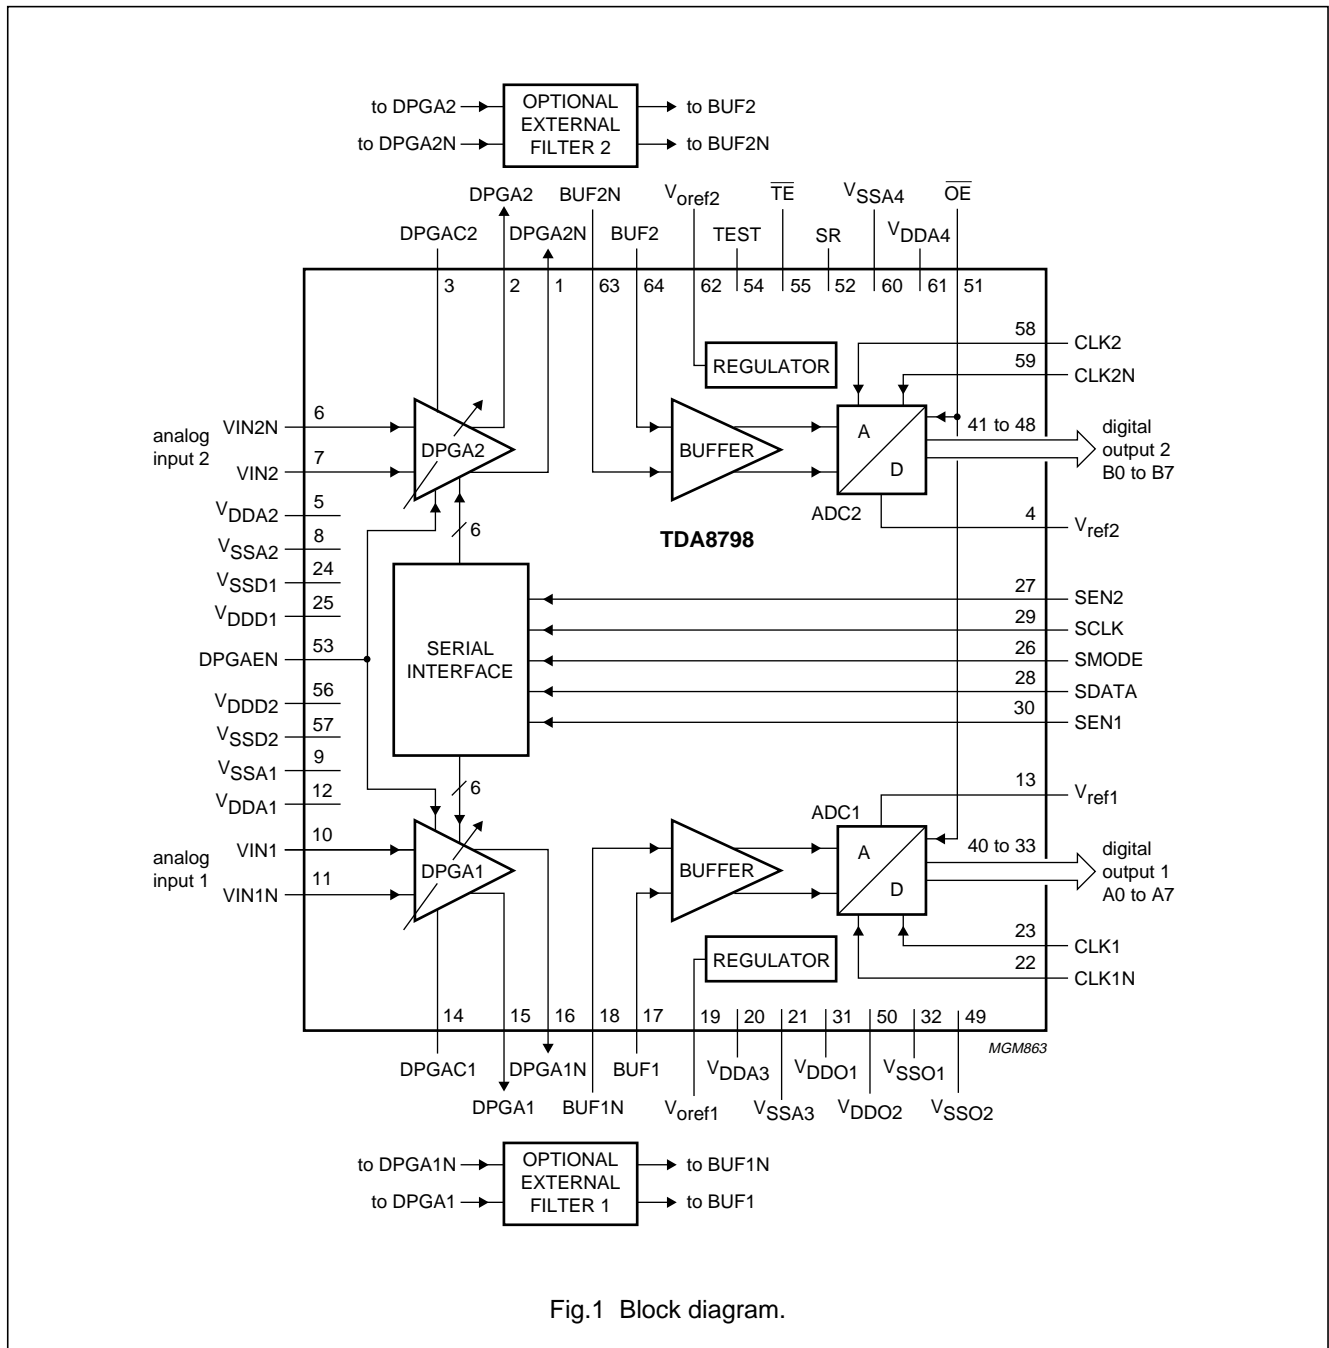 to DPGA2
to DPGA2N
OPTIONAL
EXTERNAL
FILTER 2
to BUF2
to BUF2N
DPGAC2
DPGA2
DPGA2N
BUF2N
BUF2
Voref2
TEST
TE
SR
VSSA4
VDDA4
OE
3 2 1 63 64 62 54 55 52 60 61 51
58 CLK2
59 CLK2N
REGULATOR
analog
input 2
VIN2N 6
VIN2 7
DPGA2
BUFFER
A
D
ADC2
41 to 48
digital
output 2
B0 to B7
4 Vref2
VDDA2 5
VSSA2 8
VSSD1 24
VDDD1 25
DPGAEN 53
VDDD2 56
VSSD2 57
VSSA1 9
VDDA1 12
6
TDA8798
SERIAL
INTERFACE
27 SEN2
29 SCLK
26 SMODE
28 SDATA
30 SEN1
6
13 Vref1
ADC1
analog
input 1
VIN1 10
VIN1N 11
DPGA1
BUFFER
A
D
40 to 33
digital
output 1
A0 to A7
23 CLK1
22 CLK1N
REGULATOR
14 15 16 18 17 19 20 21 31 50 32 49
MGM863
DPGAC1
DPGA1
DPGA1N
BUF1N
BUF1
Voref1
VDDA3
VSSA3
VDDO1
VDDO2
VSSO1
VSSO2
to DPGA1N
to DPGA1
OPTIONAL
EXTERNAL
FILTER 1
to BUF1N
to BUF1
Fig.1 Block diagram.